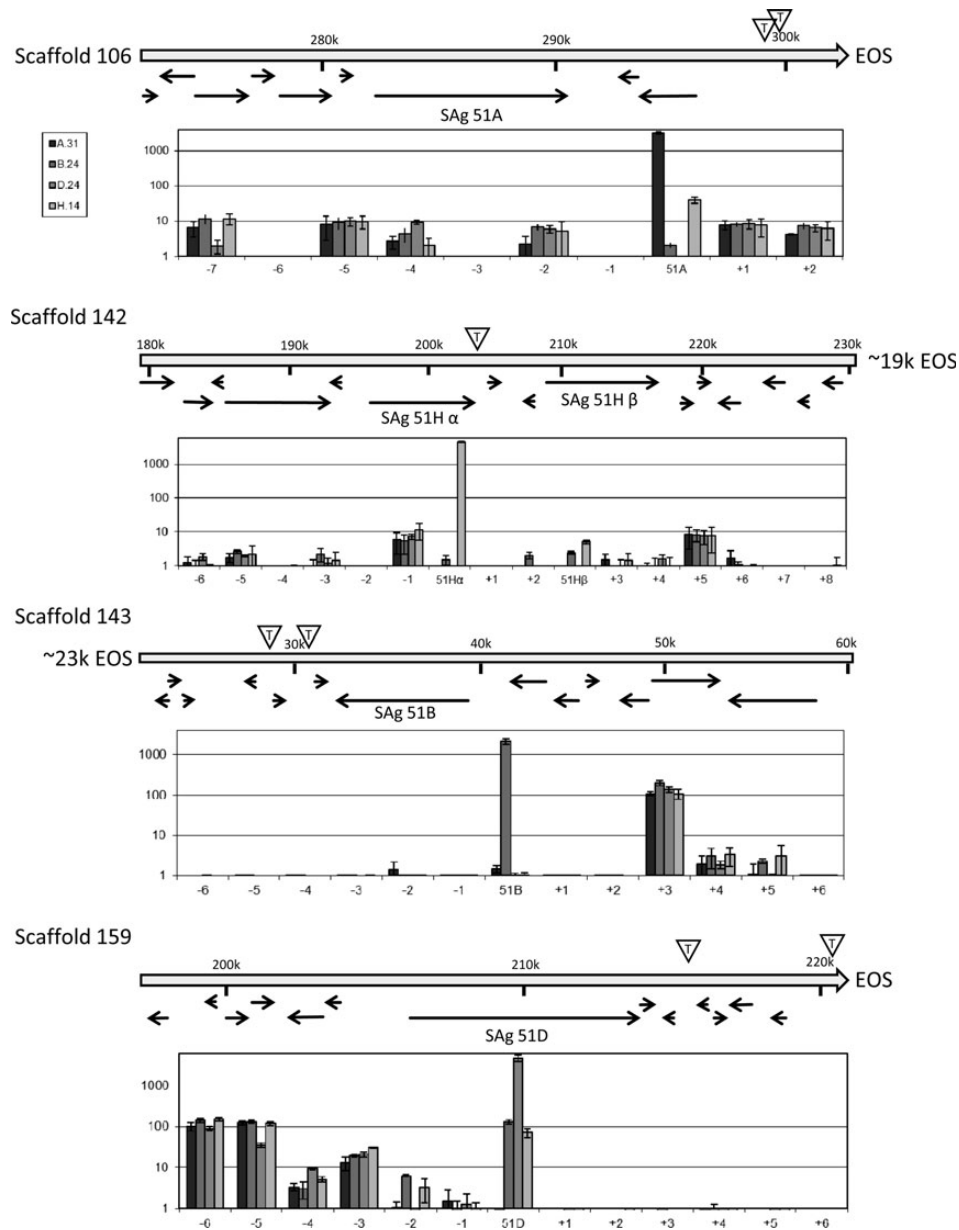 Scaffold 106
280k 290 300k
T T
EOS
SAg 51A
A.31
B.24
D.24
H.14
1000
100
10
1
-7 -6 -5 -4 -3 -2 -1 51A +1 +2
Scaffold 142
T
180k 190k 200k 210k 220k 230k
~19k EOS
SAg 51H α SAg 51H β
1000
100
10
1
-6 -5 -4 -3 -2 -1 51Hα +1 +2 51Hβ +3 +4 +5 +6 +7 +8
Scaffold 143
T T
~23k EOS
30k 40k 50k 60k
SAg 51B
1000
100
10
1
-6 -5 -4 -3 -2 -1 51B +1 +2 +3 +4 +5 +6
Scaffold 159
T T
200k 210k 220k
EOS
SAg 51D
1000
100
10
1
-6 -5 -4 -3 -2 -1 51D +1 +2 +3 +4 +5 +6